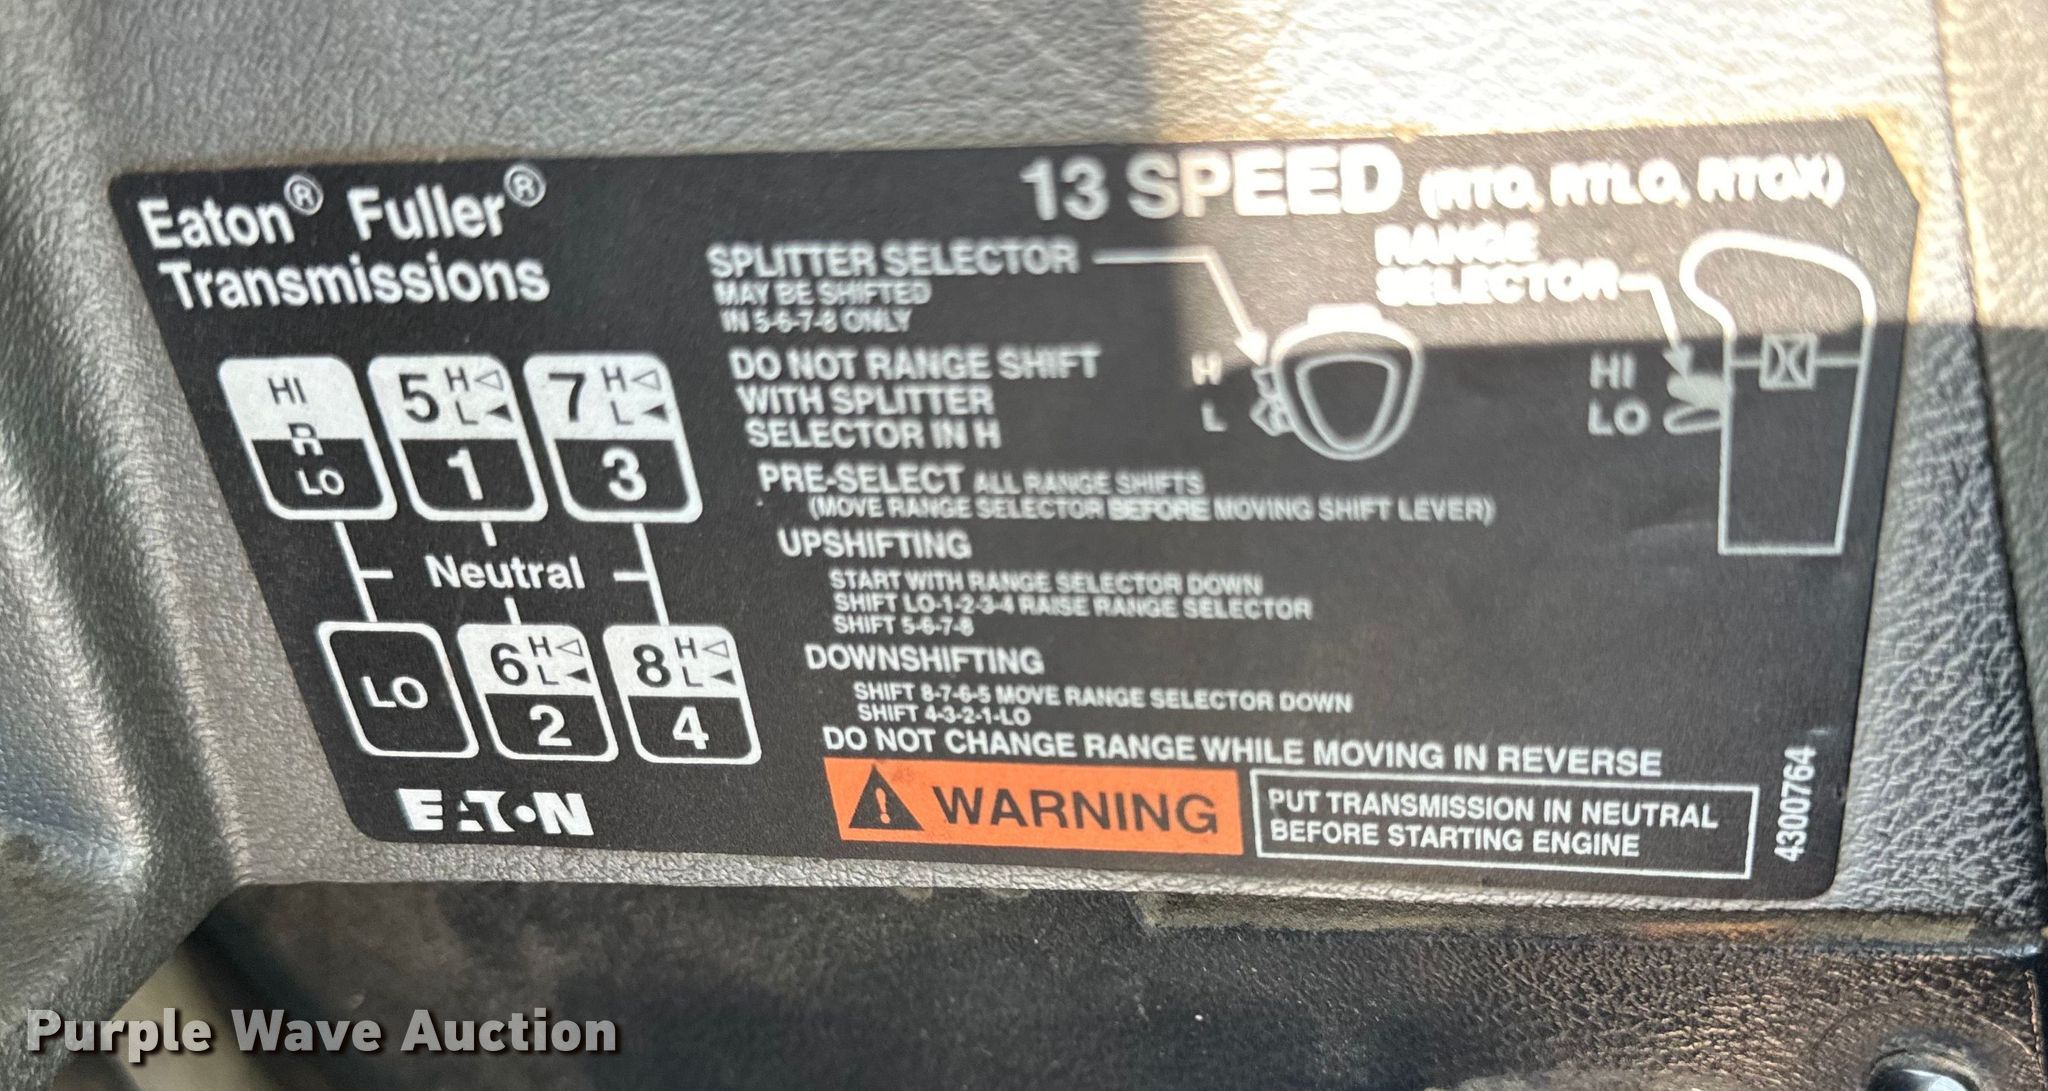 Eaton® Fuller®
Transmissions
13 SPEED (RTO, RTLO, RTOX)
SPLITTER SELECTOR
MAY BE SHIFTED
IN 5-6-7-8 ONLY
RANGE
SELECTOR
H
L
HI
LO
DO NOT RANGE SHIFT
WITH SPLITTER
SELECTOR IN H
PRE-SELECT ALL RANGE SHIFTS
(MOVE RANGE SELECTOR BEFORE MOVING SHIFT LEVER)
UPSHIFTING
START WITH RANGE SELECTOR DOWN
SHIFT LO-1-2-3-4 RAISE RANGE SELECTOR
SHIFT 5-6-7-8
DOWNSHIFTING
SHIFT 8-7-6-5 MOVE RANGE SELECTOR DOWN
SHIFT 4-3-2-1-LO
DO NOT CHANGE RANGE WHILE MOVING IN REVERSE
HI
R
LO
5 H L
1
7 H L
3
Neutral
LO
6 H L
2
8 H L
4
EATON
WARNING
PUT TRANSMISSION IN NEUTRAL
BEFORE STARTING ENGINE
4300764
Purple Wave Auction